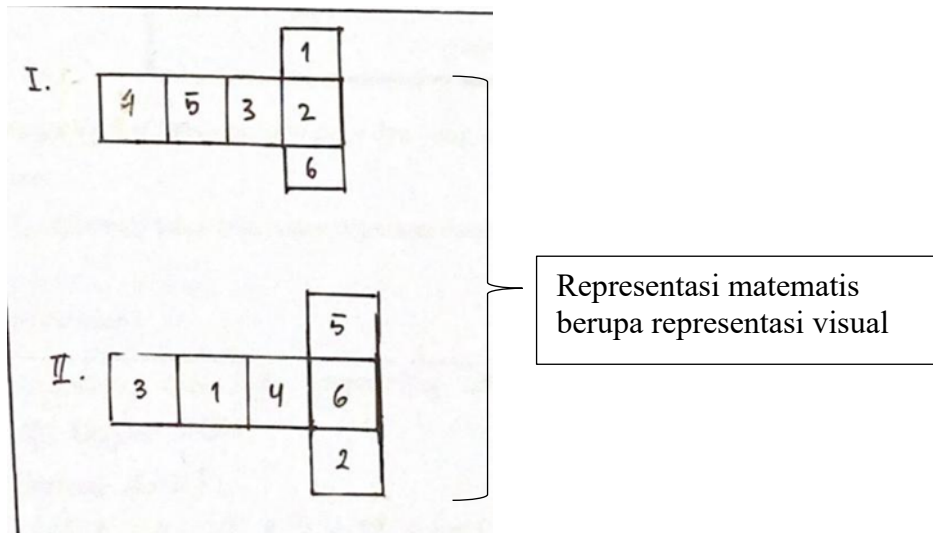 1
I. 4 5 3 2
6
5
II. 3 1 4 6
2
Representasi matematis
berupa representasi visual